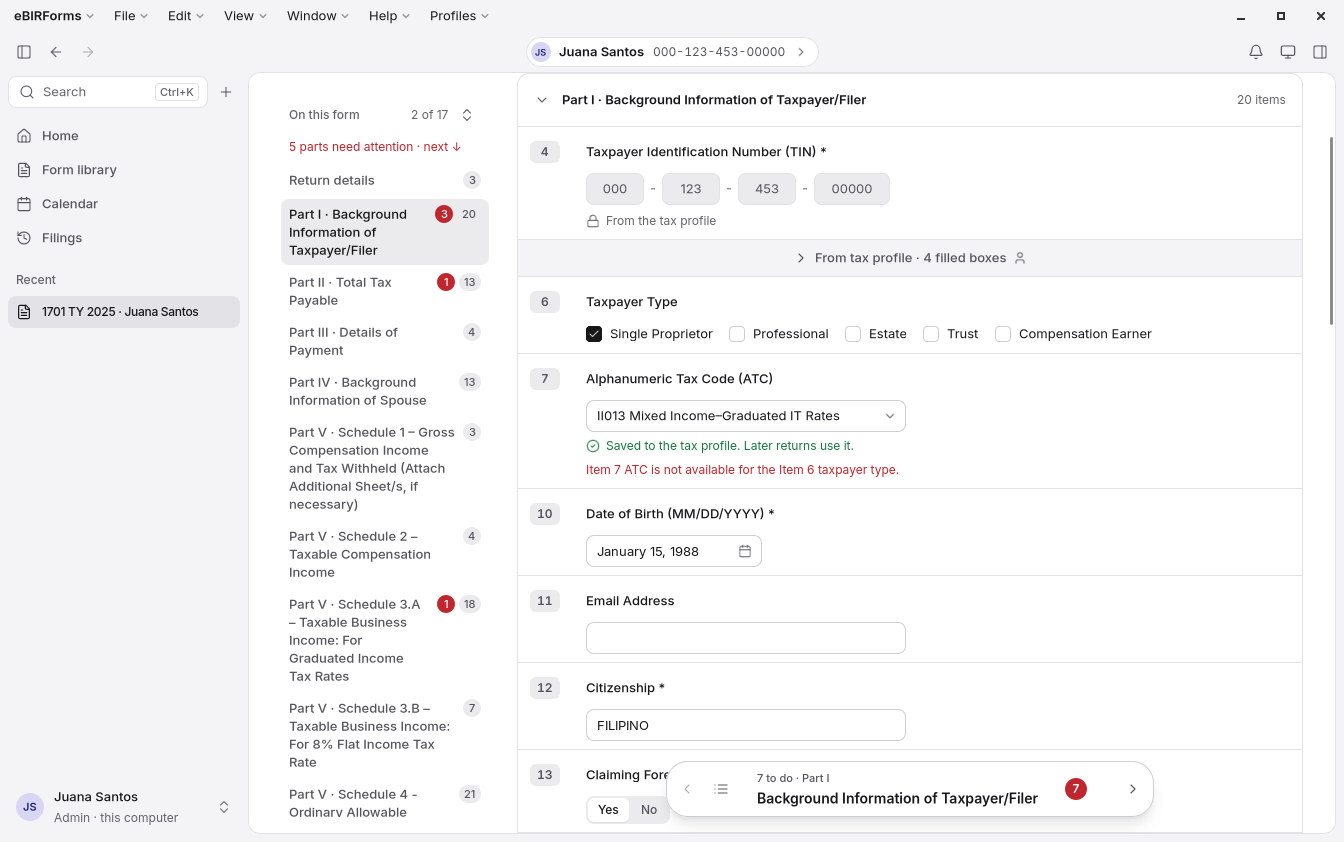 eBIRForms File Edit View Window Help Profiles
JS Juana Santos 000-123-453-00000
Search Ctrl+K
Home
Form library
Calendar
Filings
Recent
1701 TY 2025 · Juana Santos
JS Juana Santos
Admin · this computer
On this form 2 of 17
5 parts need attention · next ↓
Return details 3
Part I · Background 3 20
Information of
Taxpayer/Filer
Part II · Total Tax 1 13
Payable
Part III · Details of 4
Payment
Part IV · Background 13
Information of Spouse
Part V · Schedule 1 – Gross 3
Compensation Income
and Tax Withheld (Attach
Additional Sheet/s, if
necessary)
Part V · Schedule 2 – 4
Taxable Compensation
Income
Part V · Schedule 3.A 1 18
– Taxable Business
Income: For
Graduated Income
Tax Rates
Part V · Schedule 3.B – 7
Taxable Business Income:
For 8% Flat Income Tax
Rate
Part V · Schedule 4 - 21
Ordinary Allowable
Part I · Background Information of Taxpayer/Filer 20 items
4 Taxpayer Identification Number (TIN) *
000 - 123 - 453 - 00000
From the tax profile
From tax profile · 4 filled boxes
6 Taxpayer Type
Single Proprietor Professional Estate Trust Compensation Earner
7 Alphanumeric Tax Code (ATC)
II013 Mixed Income–Graduated IT Rates
Saved to the tax profile. Later returns use it.
Item 7 ATC is not available for the Item 6 taxpayer type.
10 Date of Birth (MM/DD/YYYY) *
January 15, 1988
11 Email Address
12 Citizenship *
FILIPINO
13 Claiming Fore
Yes No
7 to do · Part I
Background Information of Taxpayer/Filer 7